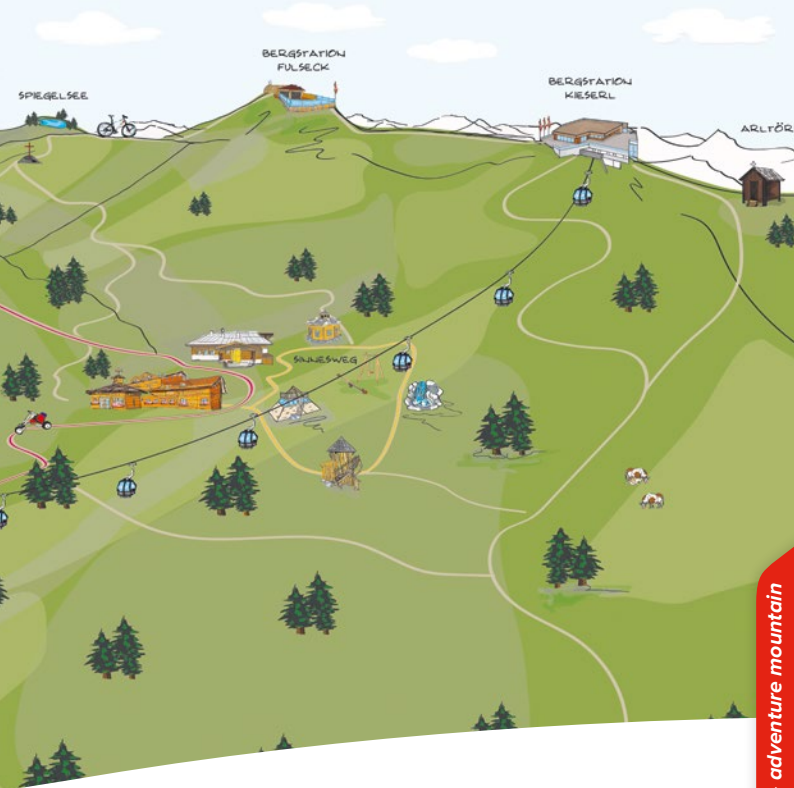 BERGSTATION
FULSECK
BERGSTATION
KIESERL
SPIEGELSEE
ARLTÖR
SINNESWEG
adventure mountain